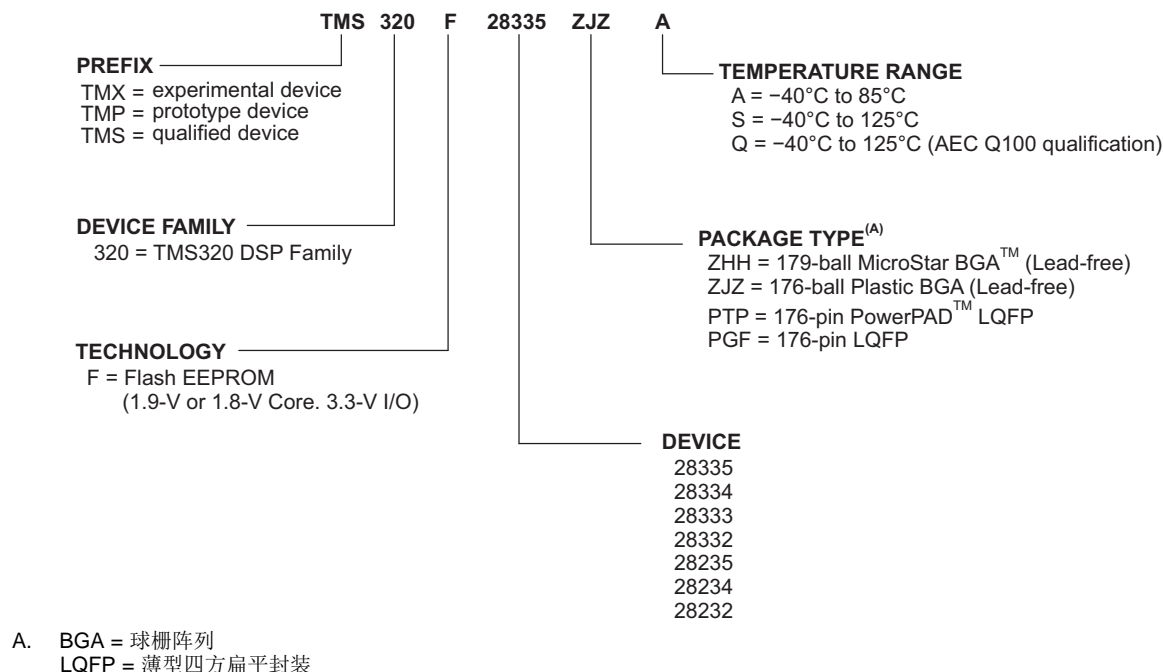 TMS 320 F 28335 ZJZ A
PREFIX
TMX = experimental device
TMP = prototype device
TMS = qualified device
TEMPERATURE RANGE
A = −40°C to 85°C
S = −40°C to 125°C
Q = −40°C to 125°C (AEC Q100 qualification)
DEVICE FAMILY
320 = TMS320 DSP Family
PACKAGE TYPE(A)
ZHH = 179-ball MicroStar BGA™ (Lead-free)
ZJZ = 176-ball Plastic BGA (Lead-free)
PTP = 176-pin PowerPAD™ LQFP
PGF = 176-pin LQFP
TECHNOLOGY
F = Flash EEPROM
(1.9-V or 1.8-V Core. 3.3-V I/O)
DEVICE
28335
28334
28333
28332
28235
28234
28232
A. BGA = 球栅阵列
LQFP = 薄型四方扁平封装